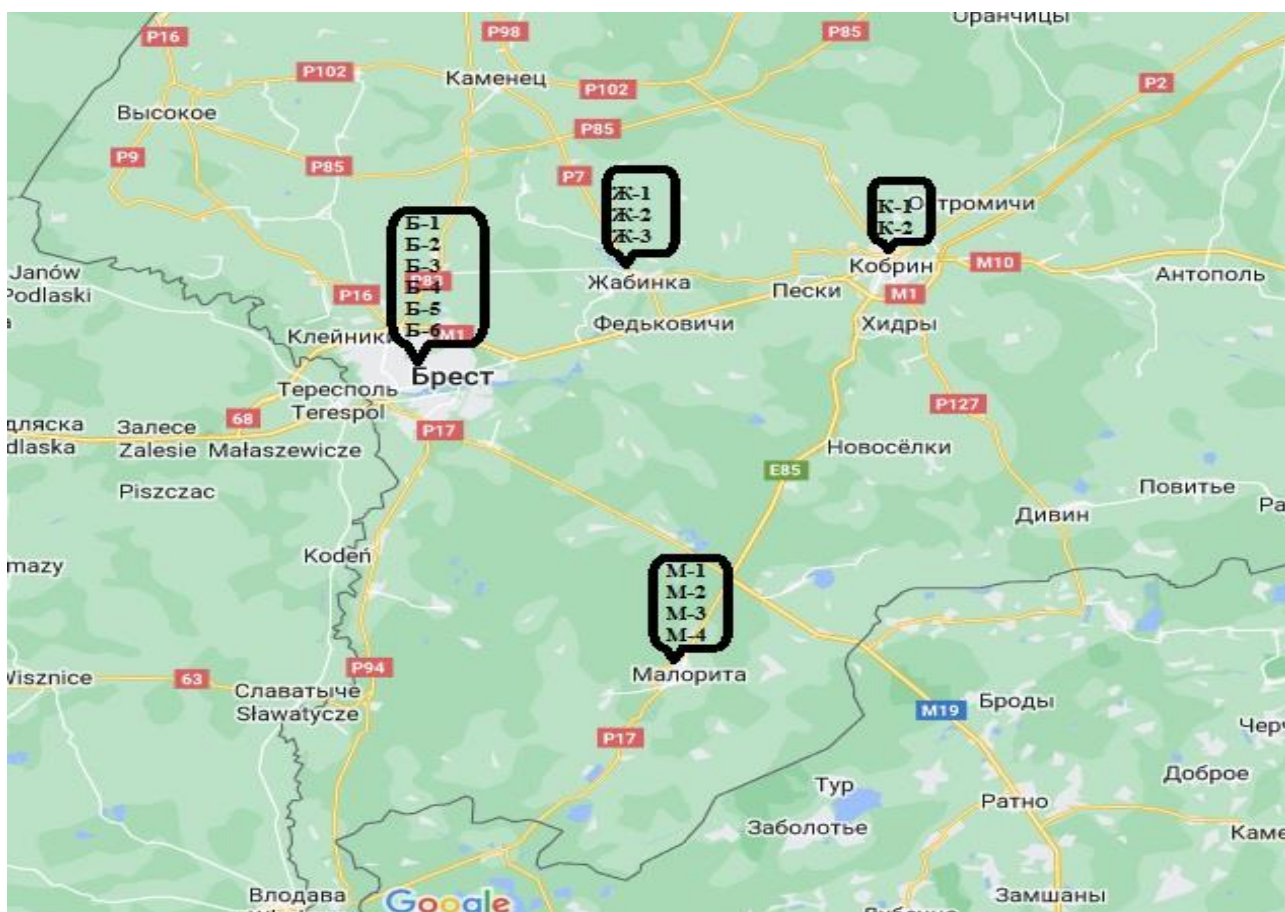 Оранчицы
P16
P98
P85
P102
Каменец
P102
P2
Высокое
P85
P9
P85
P7
Ж-1
Ж-2
Ж-3
К-1
К-2
Остромичи
Б-1
Б-2
Б-3
Б-4
Б-5
Б-6
P83
Janów
Podlaski
P16
Жабинка
Кобрин
M10
Антополь
Пески
M1
Клейники
M1
Федьковичи
Хидры
Брест
Тересполь
Terespol
P127
68
Залесе
Zalesie
Małaszewicze
P17
Новосёлки
E85
Piszczac
Повитье
Дивин
Kodeń
М-1
М-2
М-3
М-4
Малорита
P94
Wisznice
63
Славатыче
Sławatycze
M19
Броды
P17
Тур
Доброе
Ратно
Заболотье
Влодава
Google
Замшаны